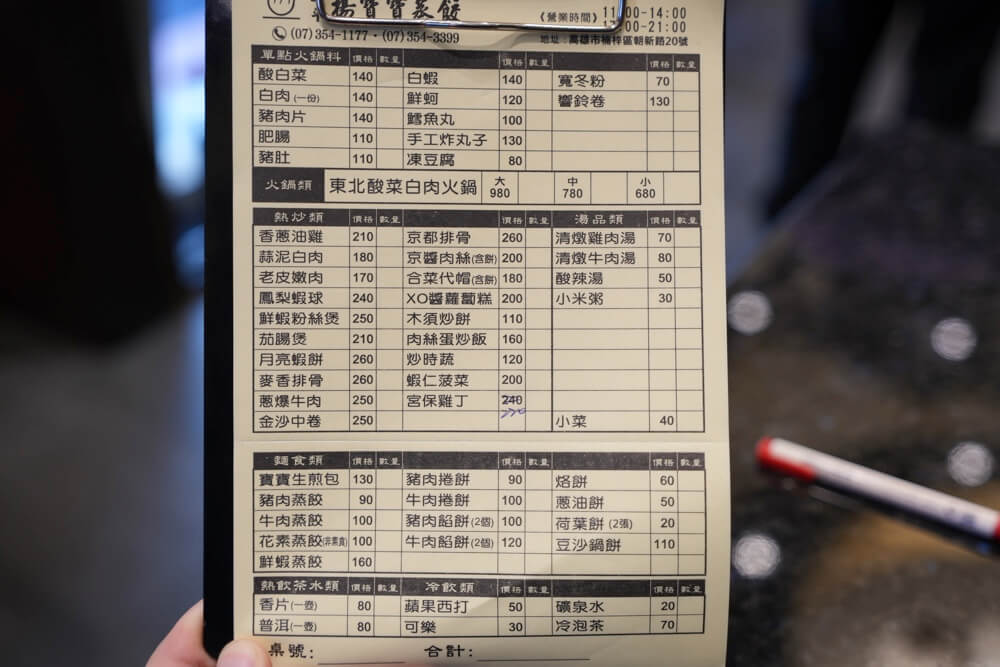 楊寶寶蒸餃 《營業時間》 11:00-14:00
00-21:00
(07)354-1177・(07)354-3399 地址：高雄市楠梓區朝新路20號
單點火鍋料 價格 數量 價格 數量 價格 數量
酸白菜 140 白蝦 140 寬冬粉 70
白肉(一份) 140 鮮蚵 120 響鈴卷 130
豬肉片 140 鱈魚丸 100
肥腸 110 手工炸丸子 130
豬肚 110 凍豆腐 80
火鍋類 東北酸菜白肉火鍋 大 980 中 780 小 680
熱炒類 價格 數量 價格 數量 湯品類 價格 數量
香蔥油雞 210 京都排骨 260 清燉雞肉湯 70
蒜泥白肉 180 京醬肉絲(含餅) 200 清燉牛肉湯 80
老皮嫩肉 170 合菜代帽(含餅) 180 酸辣湯 50
鳳梨蝦球 240 XO醬蘿蔔糕 200 小米粥 30
鮮蝦粉絲煲 250 木須炒餅 110
茄腸煲 210 肉絲蛋炒飯 160
月亮蝦餅 260 炒時蔬 120
麥香排骨 260 蝦仁菠菜 200
蔥爆牛肉 250 宮保雞丁 240
金沙中卷 250 小菜 40
麵食類 價格 數量 價格 數量 價格 數量
寶寶生煎包 130 豬肉捲餅 90 烙餅 60
豬肉蒸餃 90 牛肉捲餅 100 蔥油餅 50
牛肉蒸餃 100 豬肉餡餅(2個) 100 荷葉餅(2張) 20
花素蒸餃(非素食) 100 牛肉餡餅(2個) 120 豆沙鍋餅 110
鮮蝦蒸餃 160
熱飲茶水類 價格 數量 冷飲類 價格 數量 價格 數量
香片(一壺) 80 蘋果西打 50 礦泉水 20
普洱(一壺) 80 可樂 30 冷泡茶 70
桌號： 合計：